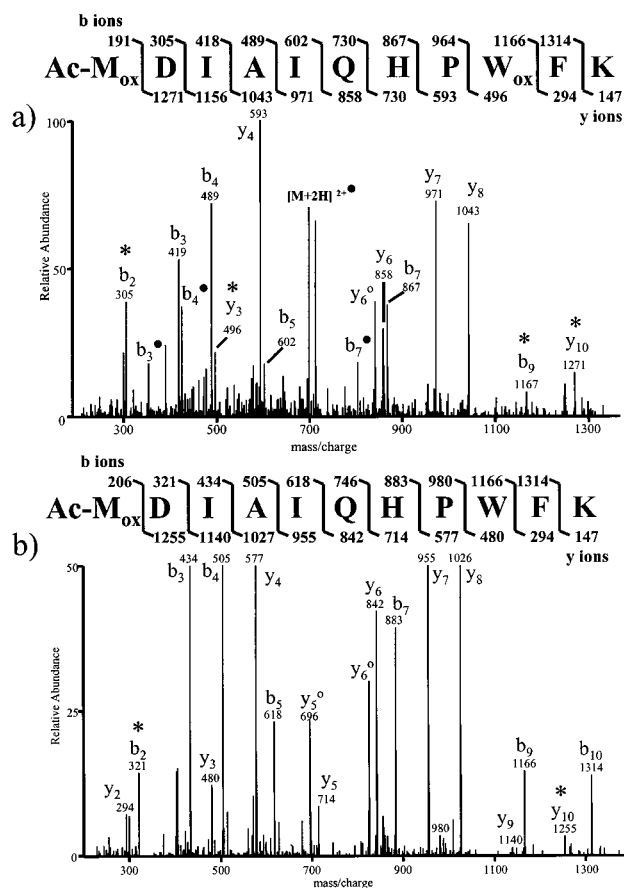 b ions
191 305 418 489 602 730 867 964 1166 1314
Ac-Mox D I A I Q H P Wox F K
1271 1156 1043 971 858 730 593 496 294 147
y ions
a)
100
50
0
Relative Abundance
* b2 305
b3 •
b3 419
b4 •
b4 489
* y3 496
y4 593
b5 602
[M+2H] 2+ •
b7 •
y6o
y6 858
b7 867
y7 971
y8 1043
* b9 1167
* y10 1271
300 500 700 900 1100 1300
mass/charge
b ions
206 321 434 505 618 746 883 980 1166 1314
Ac-Mox D I A I Q H P W F K
1255 1140 1027 955 842 714 577 480 294 147
y ions
b)
50
25
0
Relative Abundance
y2 294
* b2 321
b3 434
y3 480
b4 505
y4 577
b5 618
y5o 696
y5 714
y6o
y6 842
b7 883
y7 955
980
y8 1026
y9 1140
b9 1166
* y10 1255
b10 1314
300 500 700 900 1100 1300
mass/charge